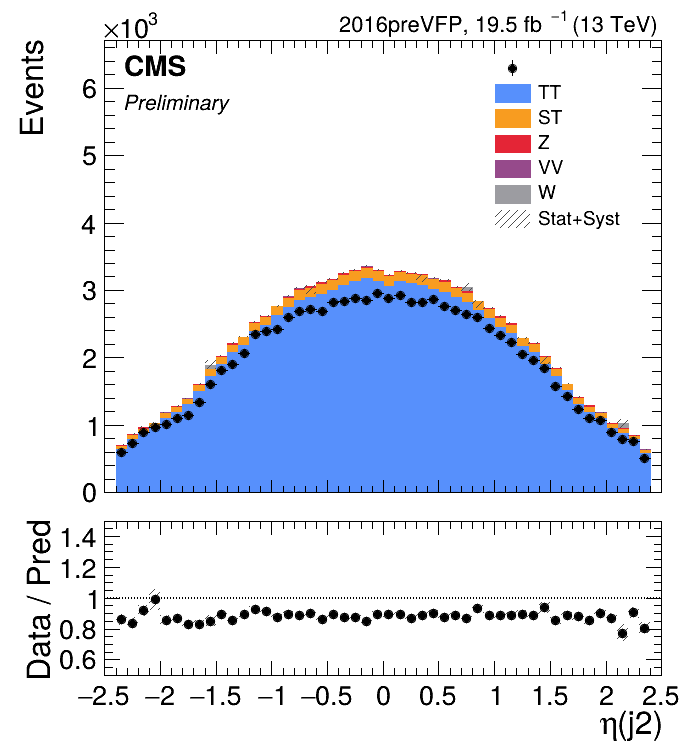 ×10³
2016preVFP, 19.5 fb ⁻¹ (13 TeV)
Events
CMS
Preliminary
TT
ST
Z
VV
W
Stat+Syst
6
5
4
3
2
1
0
Data / Pred
1.4
1.2
1
0.8
0.6
−2.5 −2 −1.5 −1 −0.5 0 0.5 1 1.5 2 2.5
η(j2)